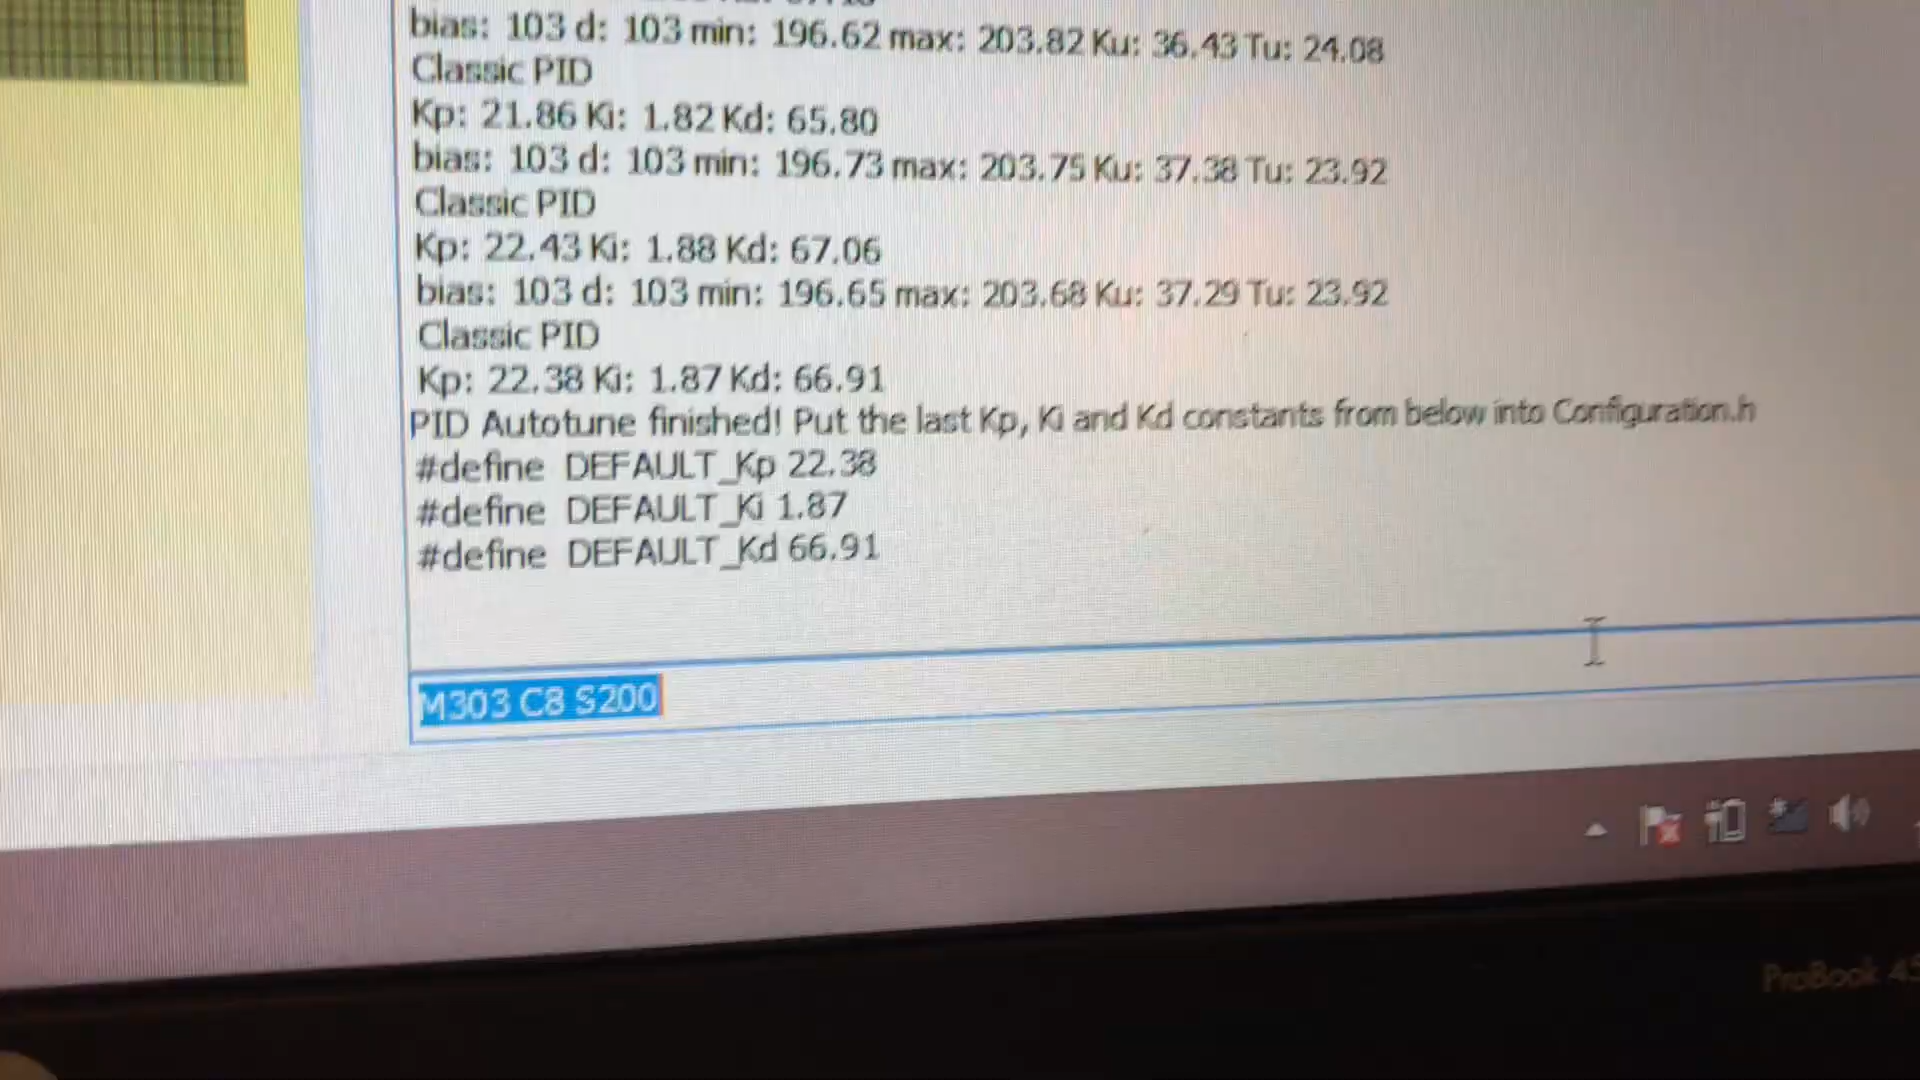 bias: 103 d: 103 min: 196.62 max: 203.82 Ku: 36.43 Tu: 24.08
Classic PID
Kp: 21.86 Ki: 1.82 Kd: 65.80
bias: 103 d: 103 min: 196.73 max: 203.75 Ku: 37.38 Tu: 23.92
Classic PID
Kp: 22.43 Ki: 1.88 Kd: 67.06
bias: 103 d: 103 min: 196.65 max: 203.68 Ku: 37.29 Tu: 23.92
Classic PID
Kp: 22.38 Ki: 1.87 Kd: 66.91
PID Autotune finished! Put the last Kp, Ki and Kd constants from below into Configuration.h
#define DEFAULT_Kp 22.38
#define DEFAULT_Ki 1.87
#define DEFAULT_Kd 66.91
M303 C8 S200
ProBook